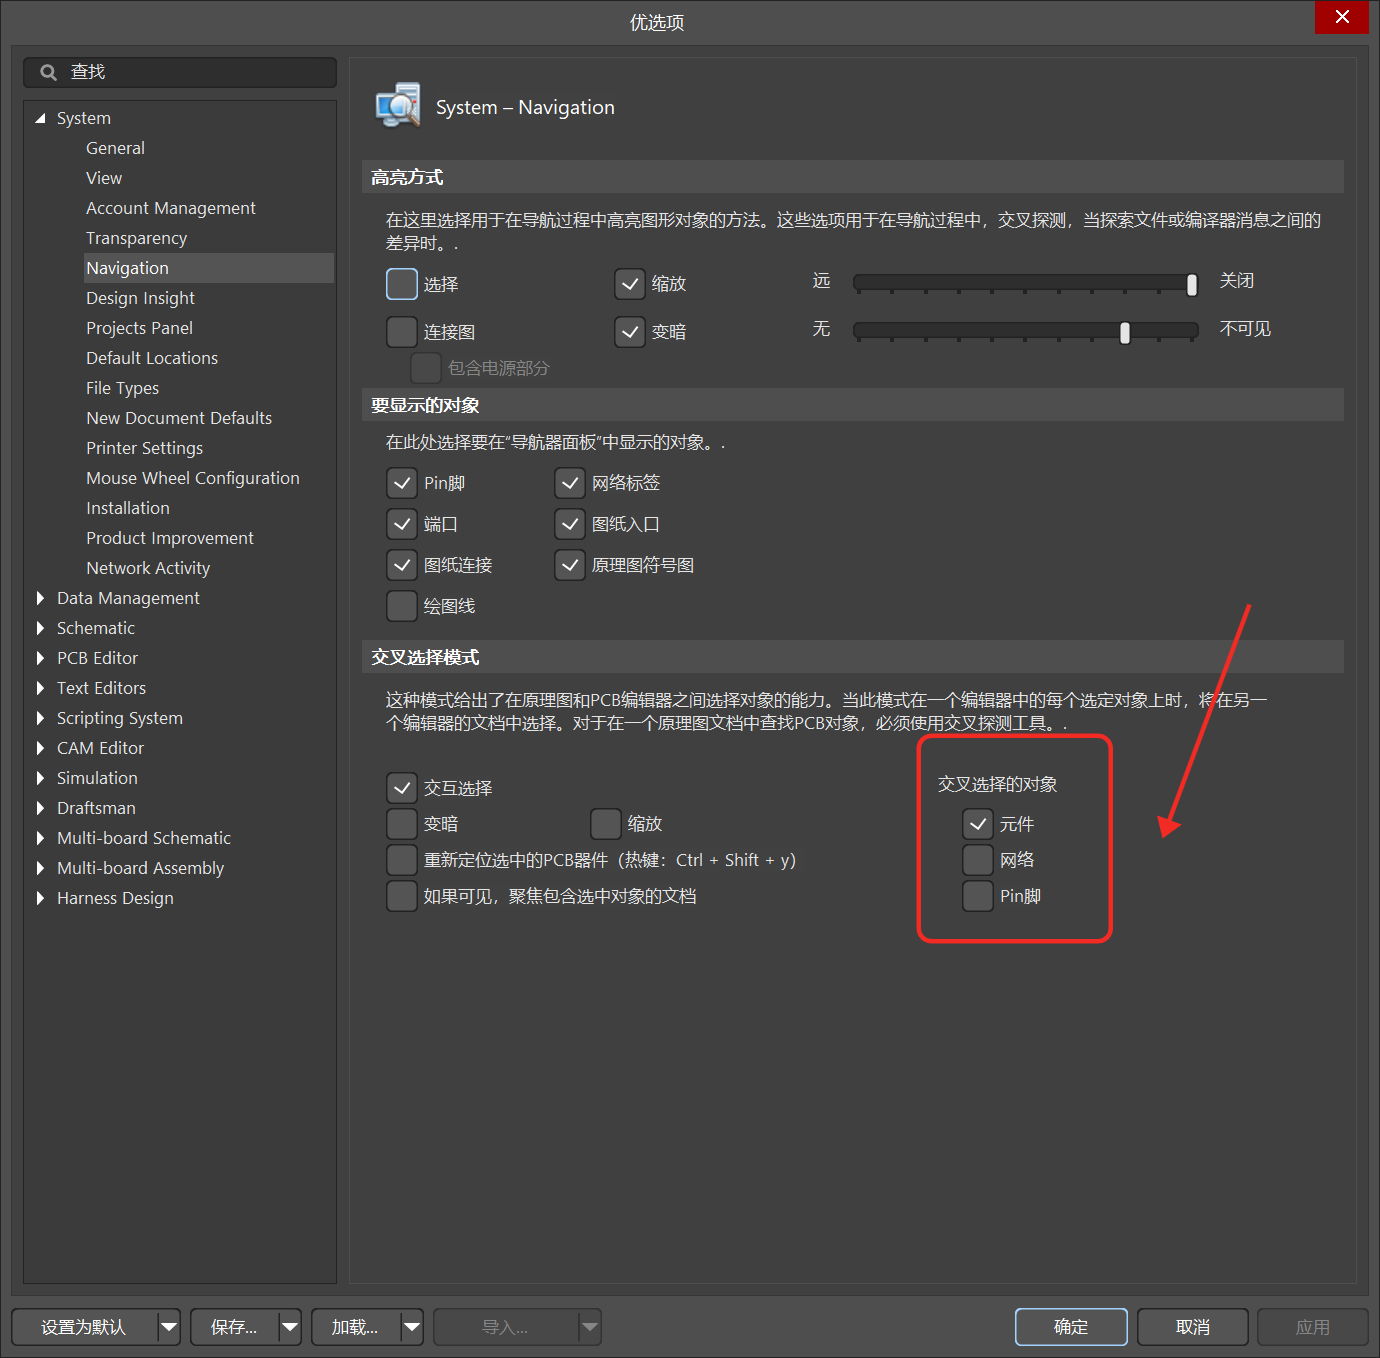 优选项
查找
System
General
View
Account Management
Transparency
Navigation
Design Insight
Projects Panel
Default Locations
File Types
New Document Defaults
Printer Settings
Mouse Wheel Configuration
Installation
Product Improvement
Network Activity
Data Management
Schematic
PCB Editor
Text Editors
Scripting System
CAM Editor
Simulation
Draftsman
Multi-board Schematic
Multi-board Assembly
Harness Design
System – Navigation
高亮方式
在这里选择用于在导航过程中高亮图形对象的方法。这些选项用于在导航过程中，交叉探测，当探索文件或编译器消息之间的
差异时。.
选择 缩放 远 关闭
连接图 变暗 无 不可见
包含电源部分
要显示的对象
在此处选择要在“导航器面板”中显示的对象。.
Pin脚 网络标签
端口 图纸入口
图纸连接 原理图符号图
绘图线
交叉选择模式
这种模式给出了在原理图和PCB编辑器之间选择对象的能力。当此模式在一个编辑器中的每个选定对象上时，将在另一
个编辑器的文档中选择。对于在一个原理图文档中查找PCB对象，必须使用交叉探测工具。.
交互选择
变暗 缩放
重新定位选中的PCB器件（热键：Ctrl + Shift + y）
如果可见，聚焦包含选中对象的文档
交叉选择的对象
元件
网络
Pin脚
设置为默认 保存... 加载... 导入... 确定 取消 应用